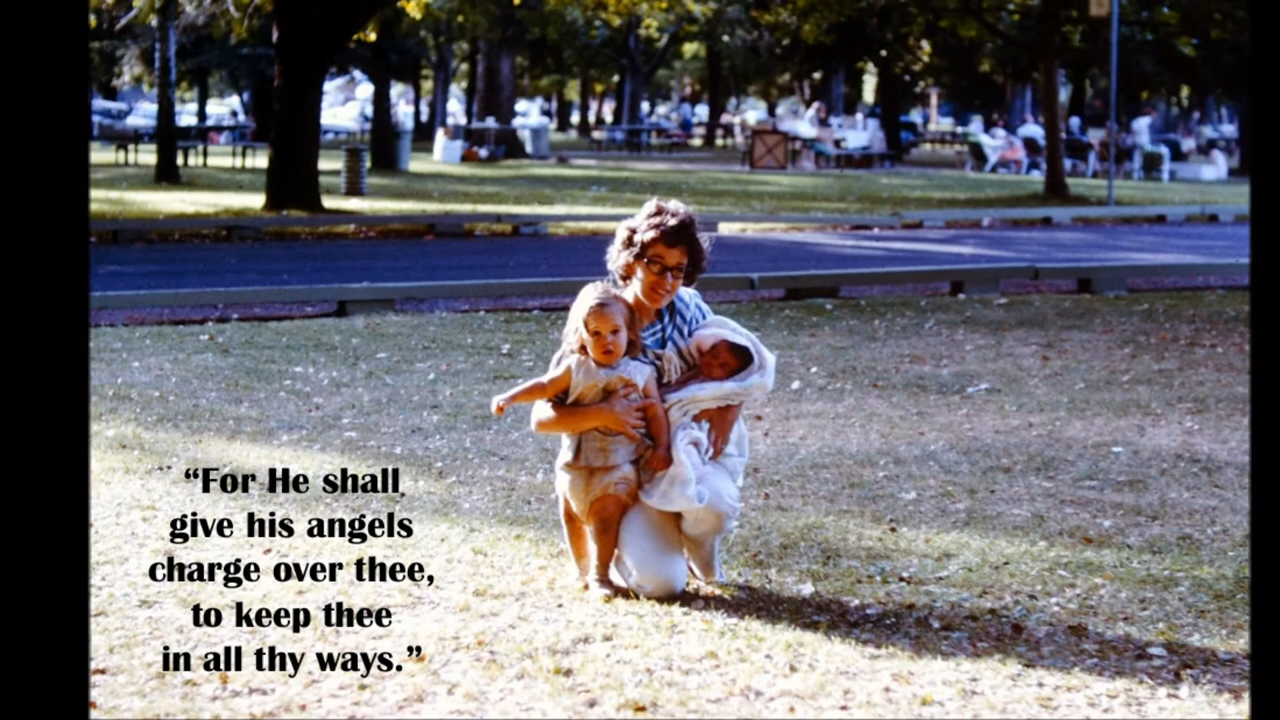 “For He shall
give his angels
charge over thee,
to keep thee
in all thy ways.”